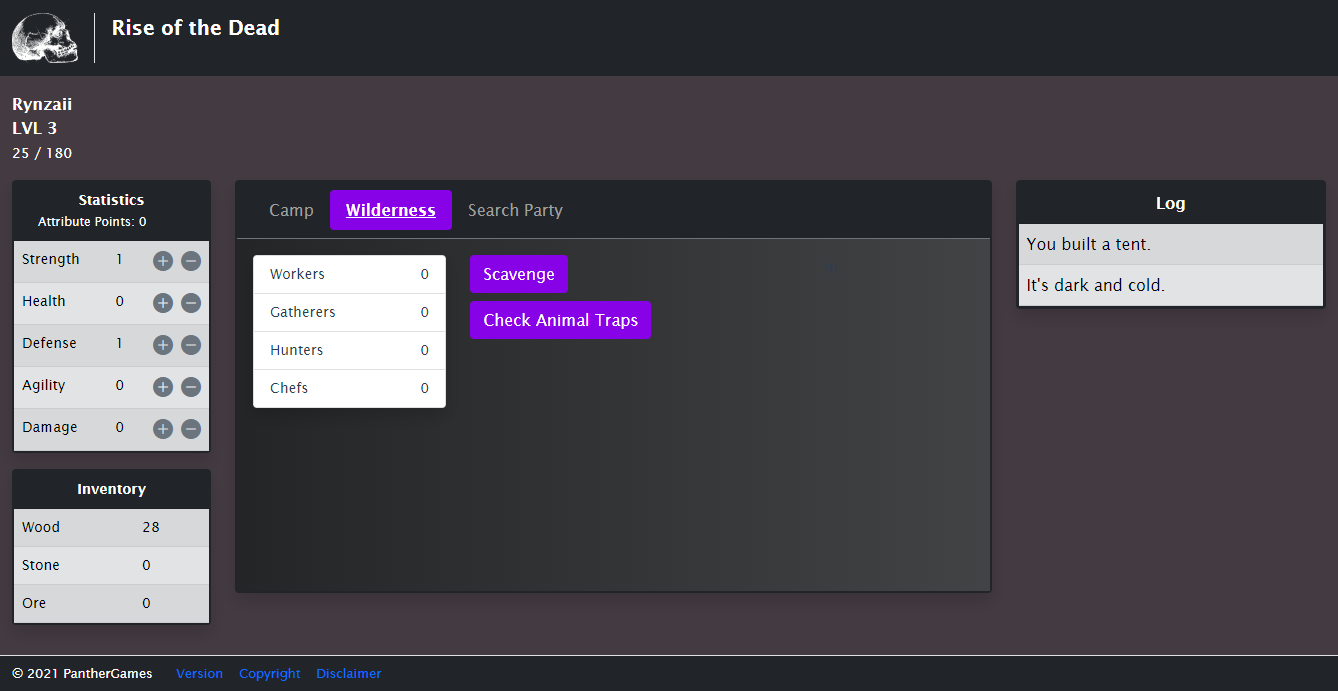 Rise of the Dead
Rynzaii
LVL 3
25 / 180
Statistics
Attribute Points: 0
Strength 1 + −
Health 0 + −
Defense 1 + −
Agility 0 + −
Damage 0 + −
Inventory
Wood 28
Stone 0
Ore 0
Camp Wilderness Search Party
Workers 0
Gatherers 0
Hunters 0
Chefs 0
Scavenge
Check Animal Traps
Log
You built a tent.
It's dark and cold.
© 2021 PantherGames Version Copyright Disclaimer